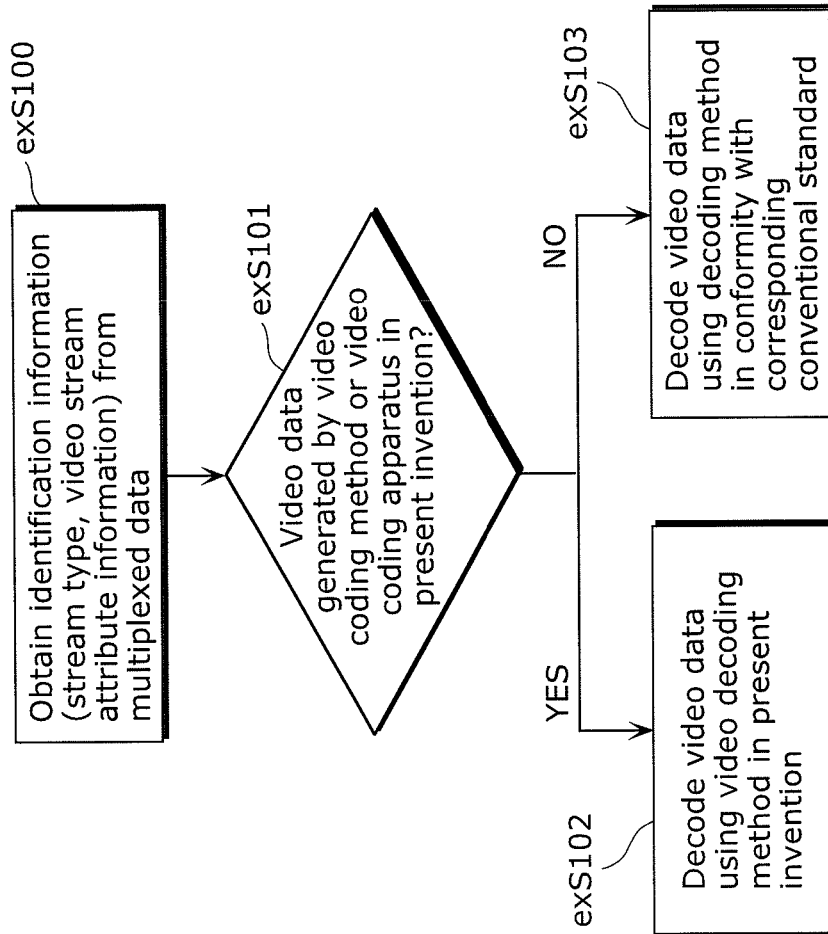 exS100
Obtain identification information
(stream type, video stream
attribute information) from
multiplexed data
exS101
Video data
generated by video
coding method or video
coding apparatus in
present invention?
YES
NO
exS102
Decode video data
using video decoding
method in present
invention
exS103
Decode video data
using decoding method
in conformity with
corresponding
conventional standard